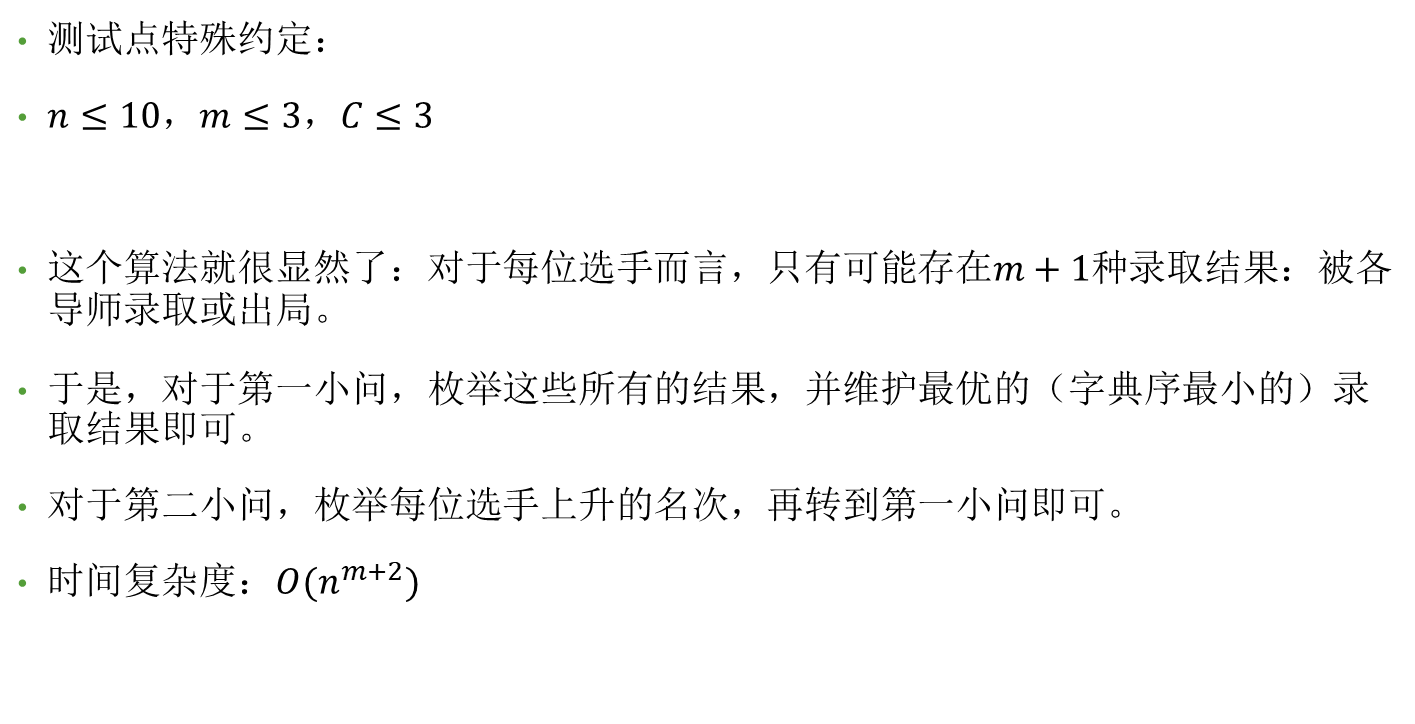 • 测试点特殊约定：
• n ≤ 10，m ≤ 3，C ≤ 3
• 这个算法就很显然了：对于每位选手而言，只有可能存在m + 1种录取结果：被各
导师录取或出局。
• 于是，对于第一小问，枚举这些所有的结果，并维护最优的（字典序最小的）录
取结果即可。
• 对于第二小问，枚举每位选手上升的名次，再转到第一小问即可。
• 时间复杂度：O(n^{m+2})